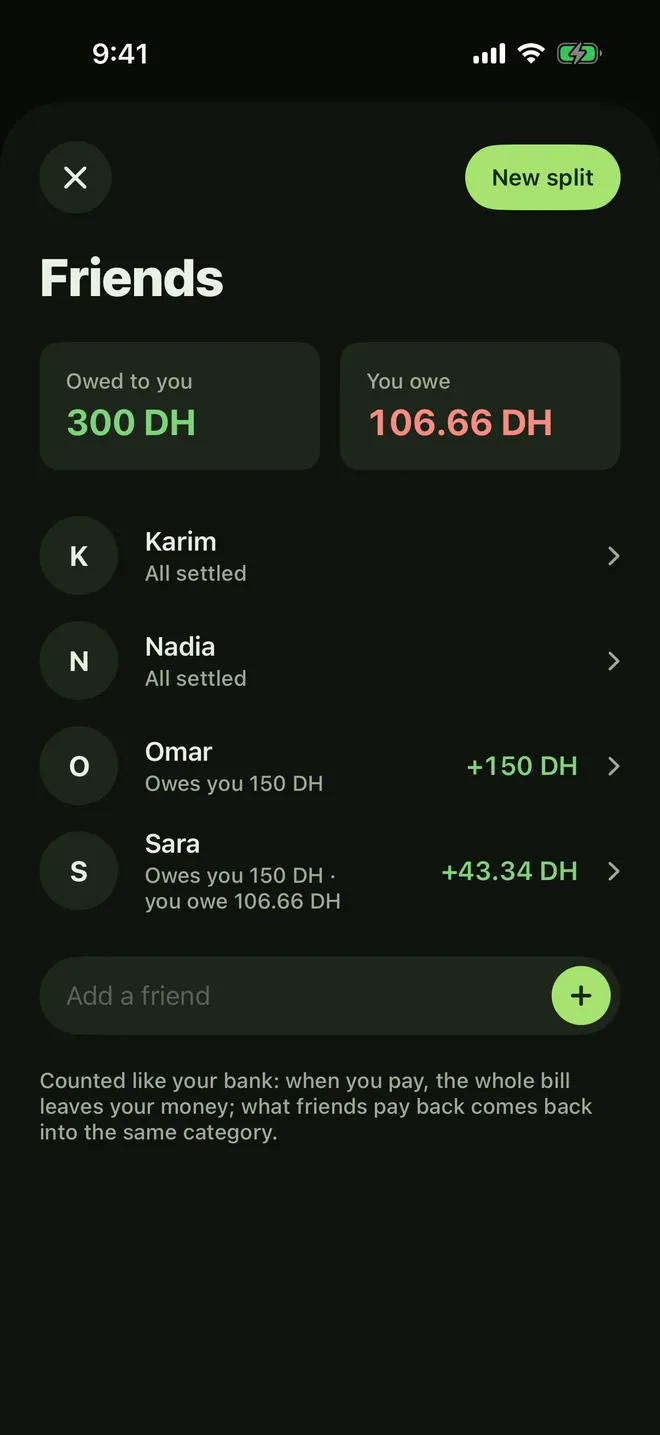 9:41
New split
Friends
Owed to you
300 DH
You owe
106.66 DH
K
Karim
All settled
N
Nadia
All settled
O
Omar
Owes you 150 DH
+150 DH
S
Sara
Owes you 150 DH ·
you owe 106.66 DH
+43.34 DH
Add a friend
Counted like your bank: when you pay, the whole bill
leaves your money; what friends pay back comes back
into the same category.